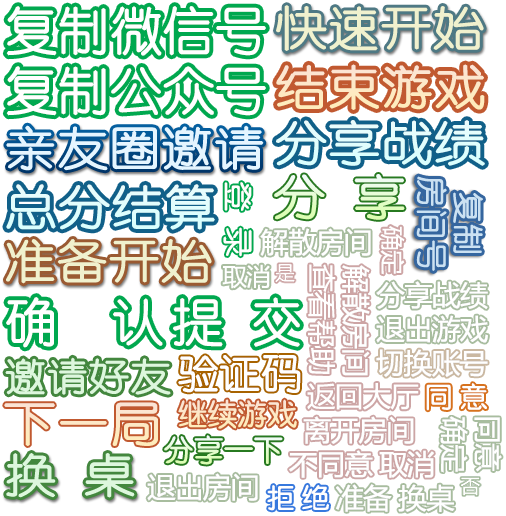 复制微信号
快速开始
复制公众号
结束游戏
亲友圈邀请
分享战绩
总分结算
登录
分 享
复制
房间号
准备开始
解散房间
确定
取消
是
解散房间
查看帮助
分享战绩
确 认
提 交
退出游戏
邀请好友
验证码
切换账号
下一局
继续游戏
返回大厅
同意
分享一下
离开房间
同意
确定
换 桌
退出房间
不同意
取消
否
拒绝
准备
换桌